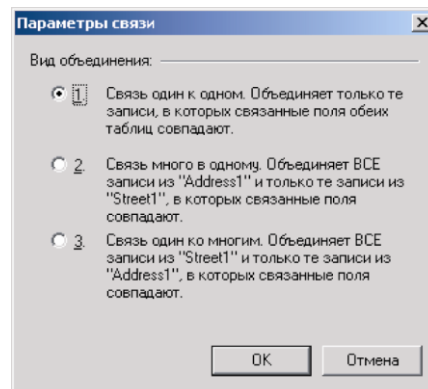 Параметры связи
Вид объединения:
1. Связь один к одном. Объединяет только те
записи, в которых связанные поля обеих
таблиц совпадают.
2. Связь много в одному. Объединяет ВСЕ
записи из "Address1" и только те записи из
"Street1", в которых связанные поля
совпадают.
3. Связь один ко многим. Объединяет ВСЕ
записи из "Street1" и только те записи из
"Address1", в которых связанные поля
совпадают.
OK Отмена